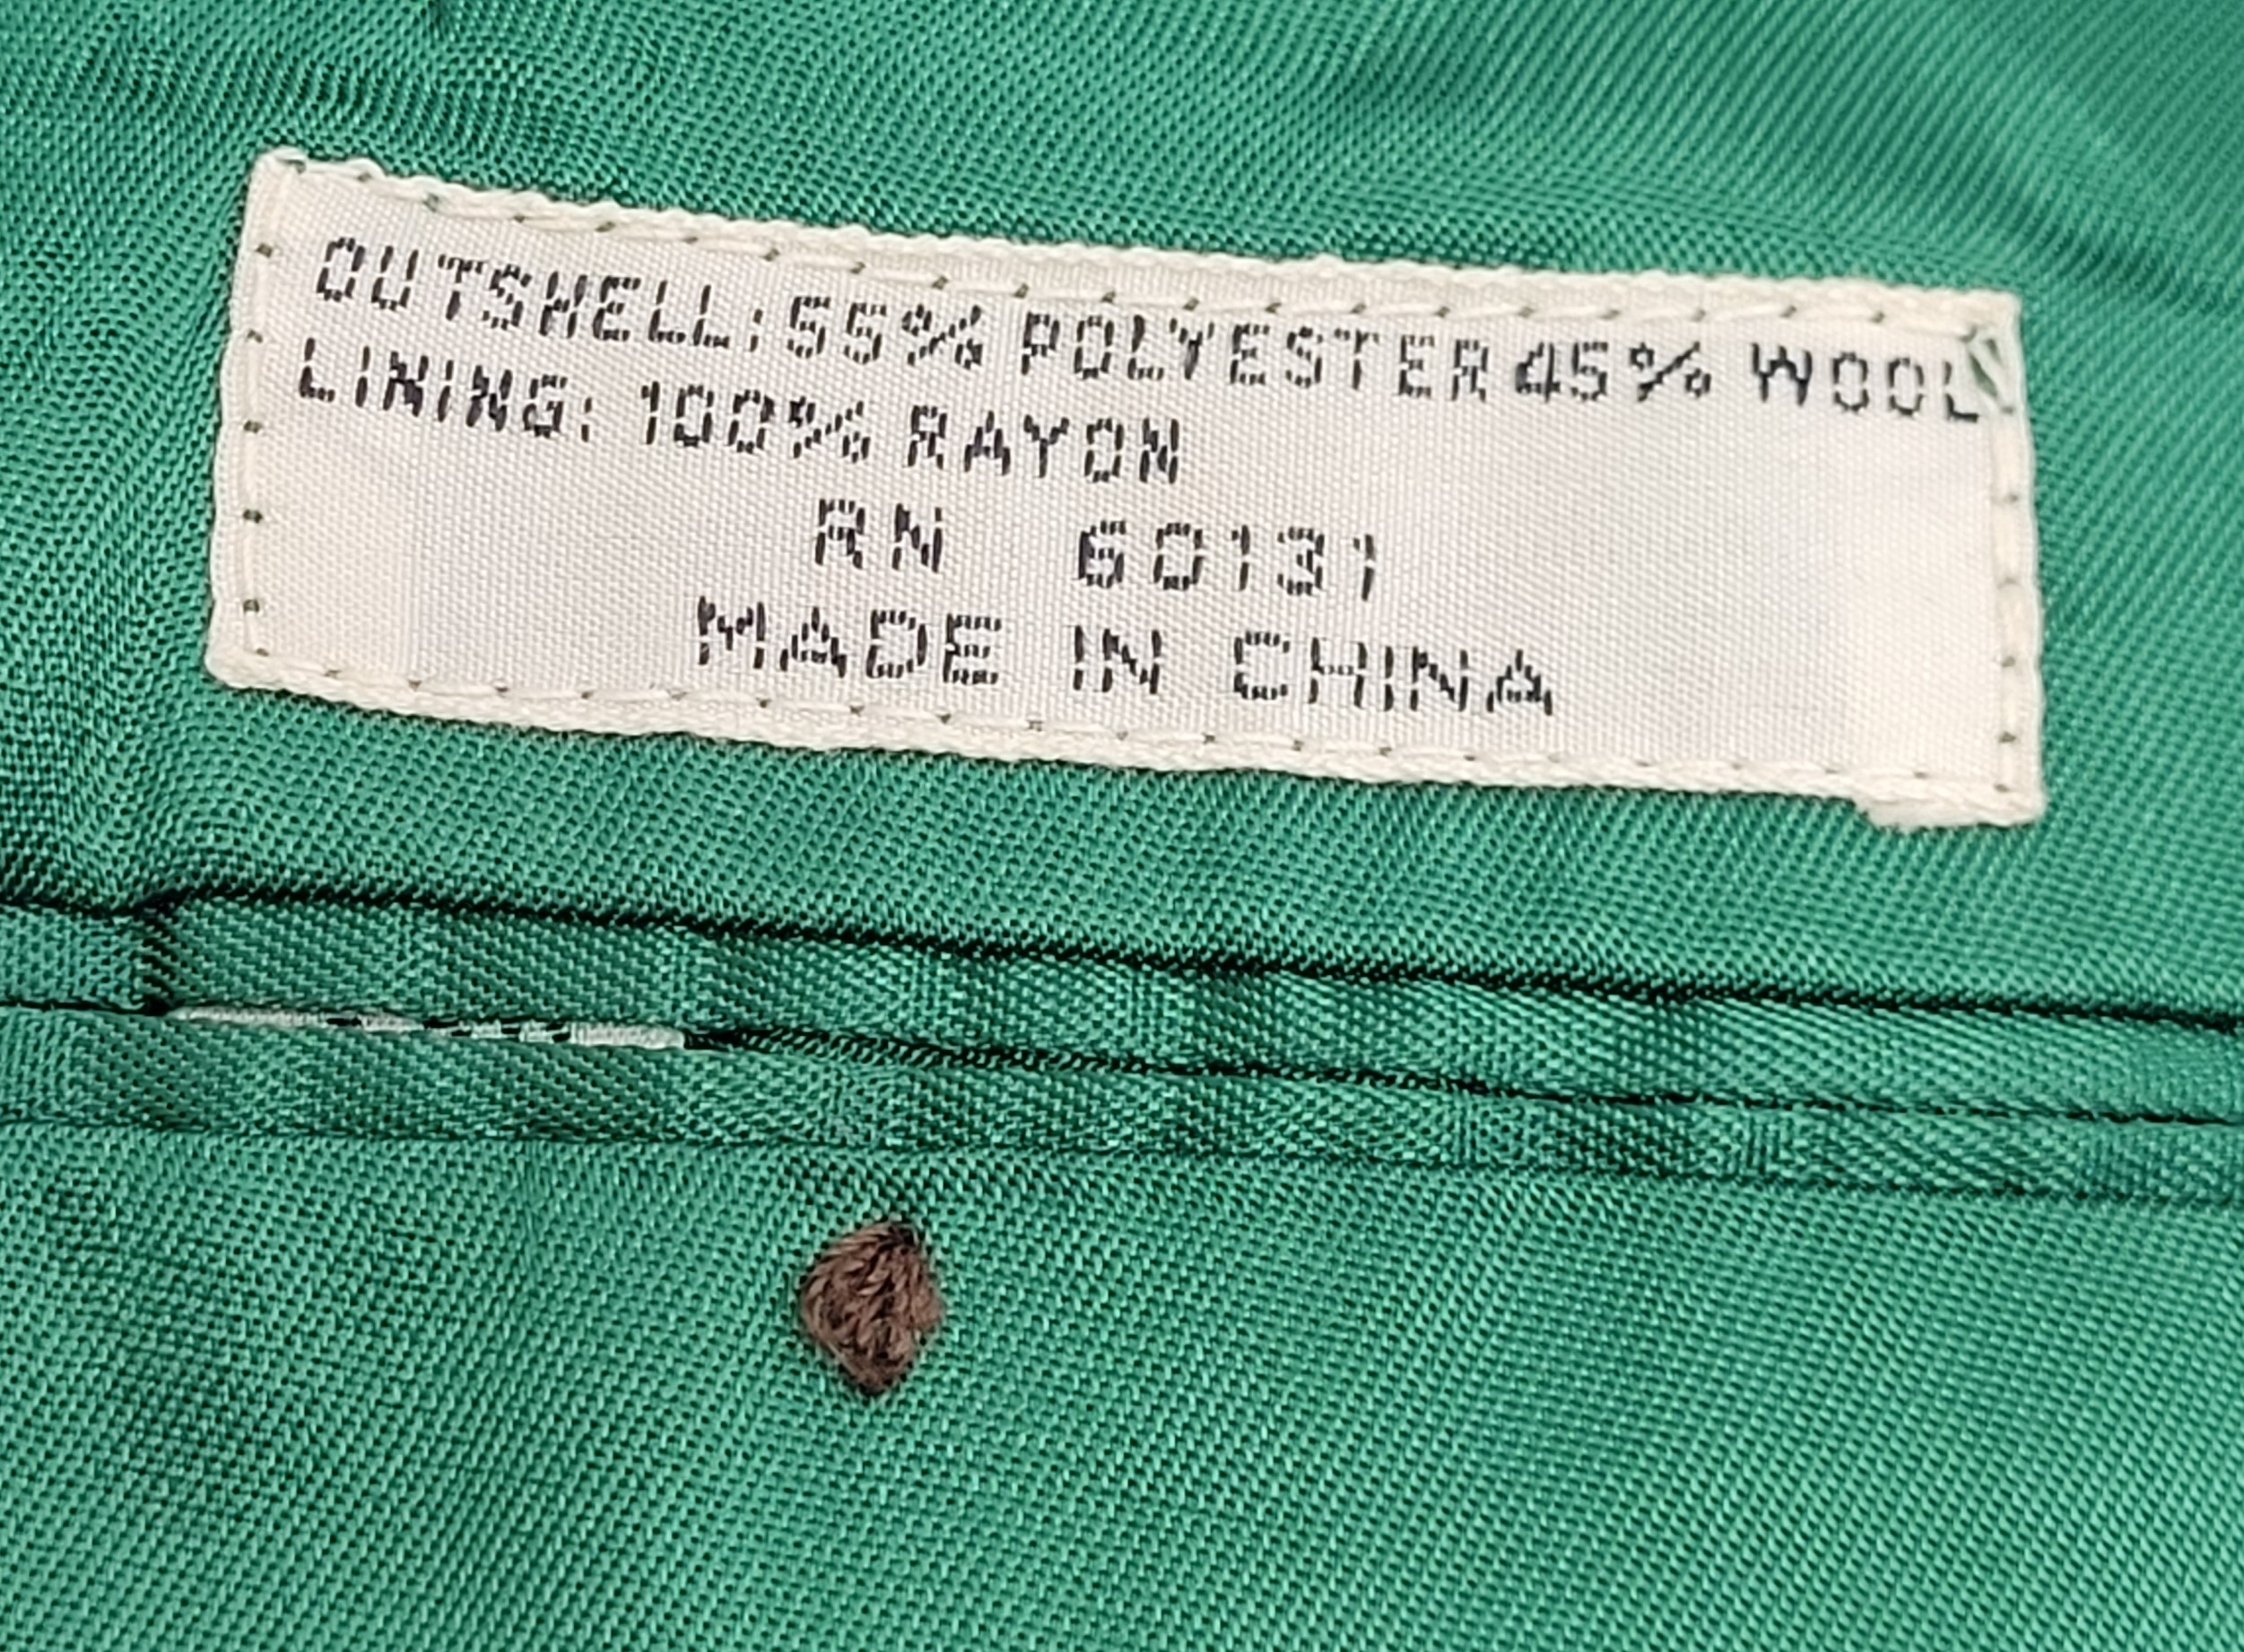 OUTSHELL: 55% POLYESTER 45% WOOL
LINING: 100% RAYON
RN 60131
MADE IN CHINA